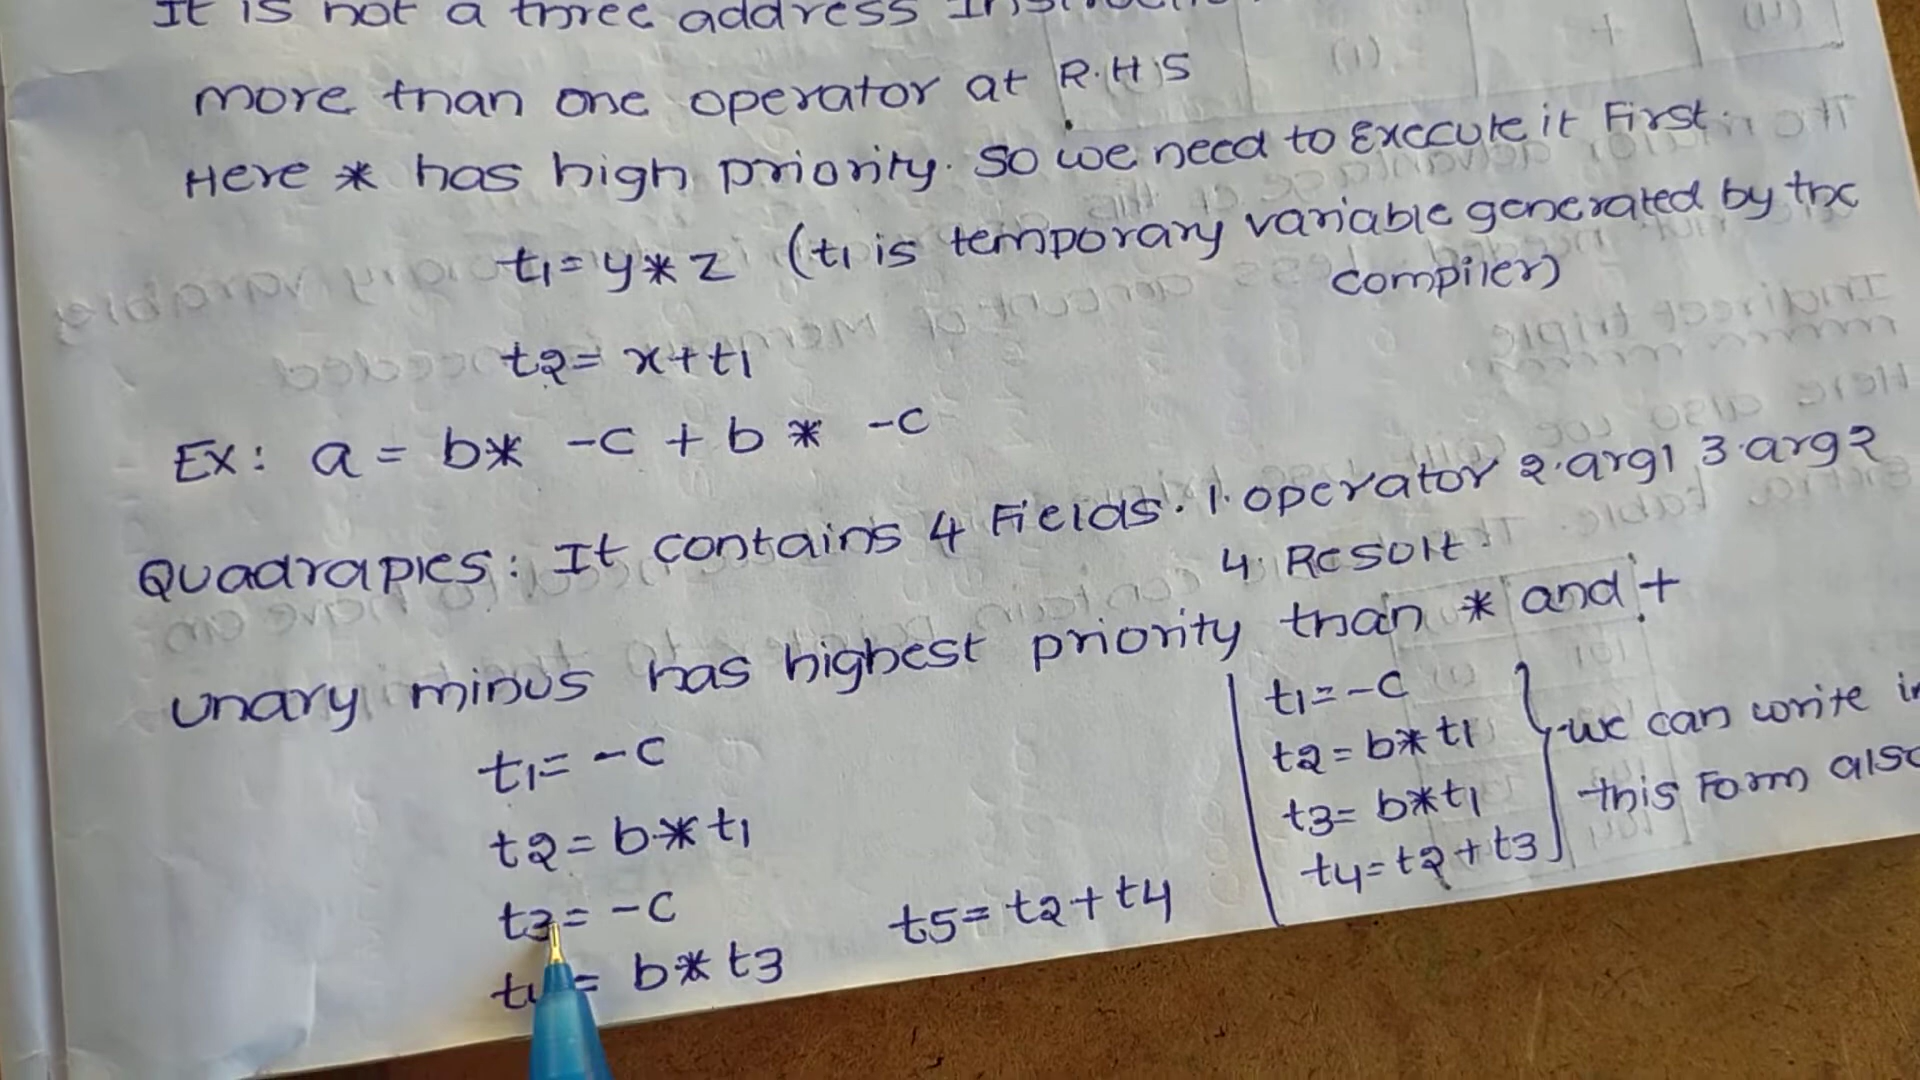 It is not a three address
more than one operator at R.H.S
Here * has high priority. So we need to Execute it First.
t1 = y * z (t1 is temporary variable generated by the
compiler)
t2 = x + t1
Ex: a = b * -c + b * -c
Quadraples: It contains 4 Fields. 1. operator 2. arg1 3. arg2
4. Result.
unary minus has highest priority than * and +
t1 = -c
t2 = b * t1
t3 = -c
= b * t3
t5 = t2 + t4
t1 = -c
t2 = b * t1
t3 = b * t1
t4 = t2 + t3
we can write in
this Form also